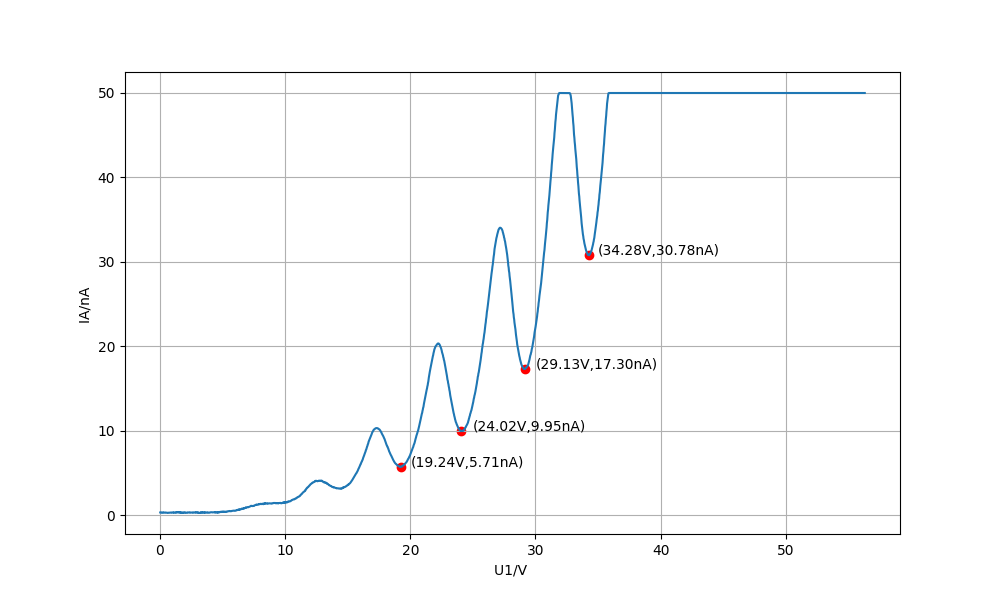 50
40
30
20
10
0
IA/nA
(34.28V,30.78nA)
(29.13V,17.30nA)
(24.02V,9.95nA)
(19.24V,5.71nA)
0 10 20 30 40 50
U1/V